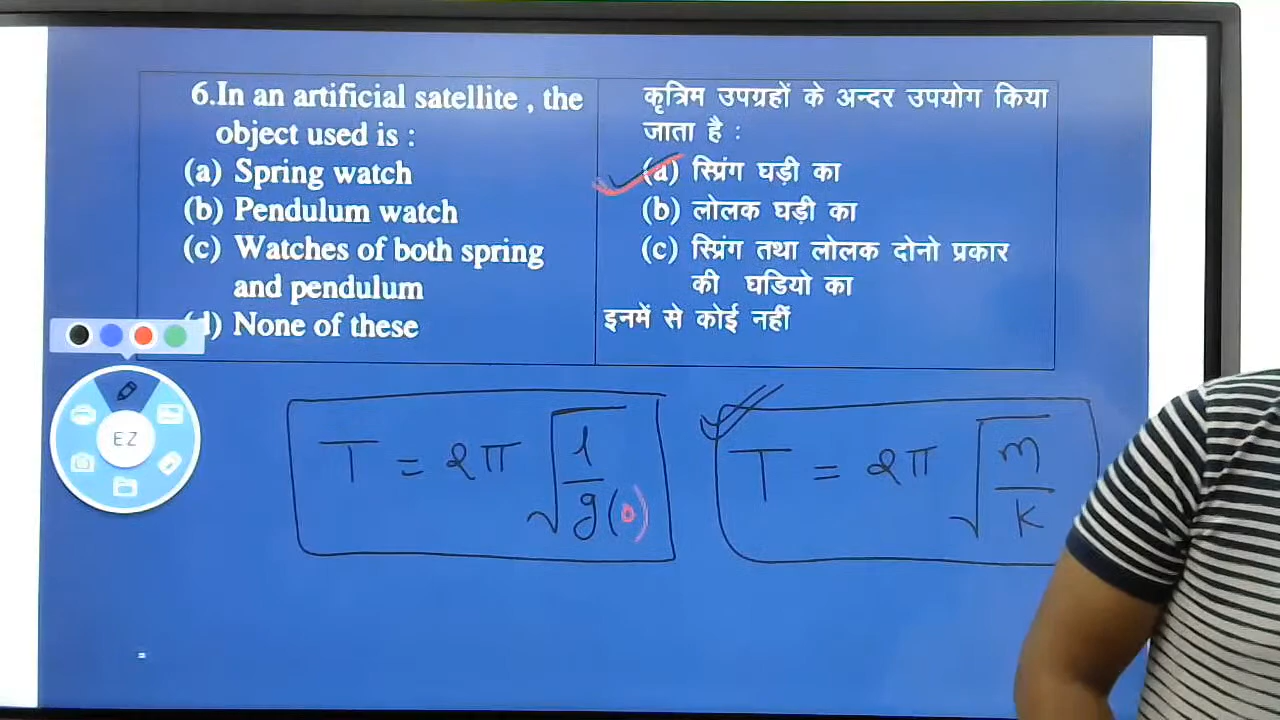 6.In an artificial satellite , the
object used is :
(a) Spring watch
(b) Pendulum watch
(c) Watches of both spring
and pendulum
(d) None of these
कृत्रिम उपग्रहों के अन्दर उपयोग किया
जाता है :
(a) स्प्रिंग घड़ी का
(b) लोलक घड़ी का
(c) स्प्रिंग तथा लोलक दोनो प्रकार
की घडियो का
इनमें से कोई नहीं
EZ
T = 2π √(l/g(0))
T = 2π √(m/k)
=